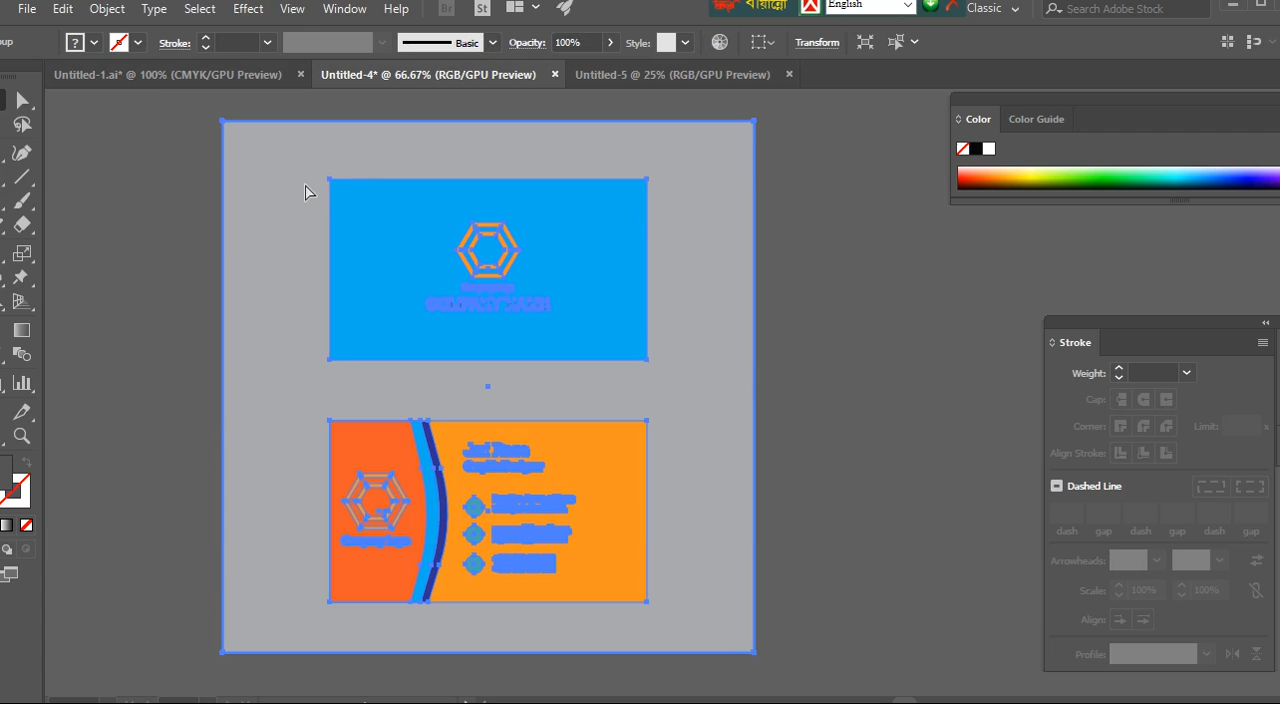 File Edit Object Type Select Effect View Window Help Br St বায়ান্নো English Classic Search Adobe Stock
oup ? Stroke: Basic Opacity: 100% Style: Transform
Untitled-1.ai* @ 100% (CMYK/GPU Preview) × Untitled-4* @ 66.67% (RGB/GPU Preview) × Untitled-5 @ 25% (RGB/GPU Preview) ×
Color Color Guide
Stroke
Weight:
Cap:
Corner: Limit: x
Align Stroke:
Dashed Line
dash gap dash gap dash gap
Arrowheads:
Scale: 100% 100%
Align:
Profile: